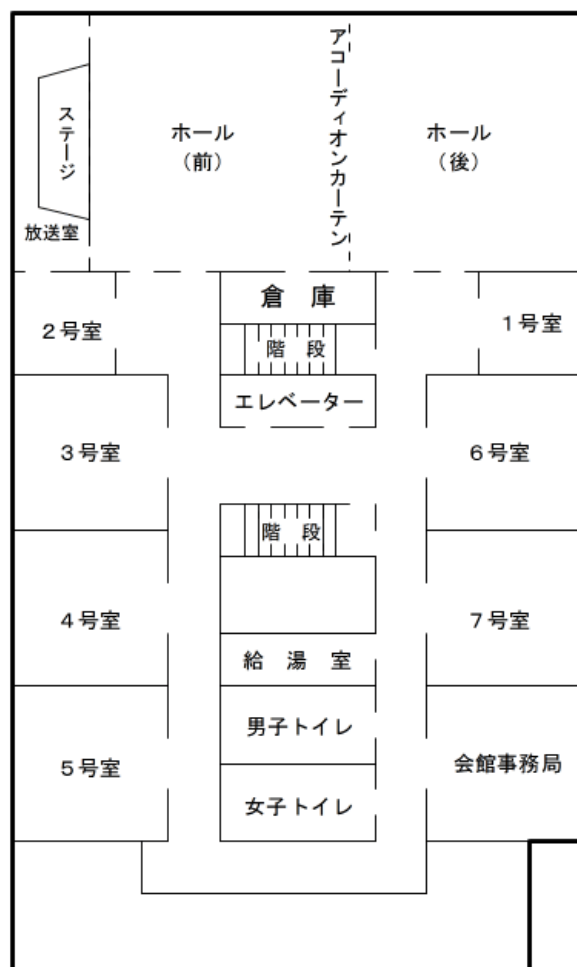 アコーディオンカーテン
ステージ
ホール
（前）
ホール
（後）
放送室
倉　庫
２号室
１号室
階　段
エレベーター
３号室
６号室
階　段
４号室
７号室
給　湯　室
男子トイレ
５号室
会館事務局
女子トイレ